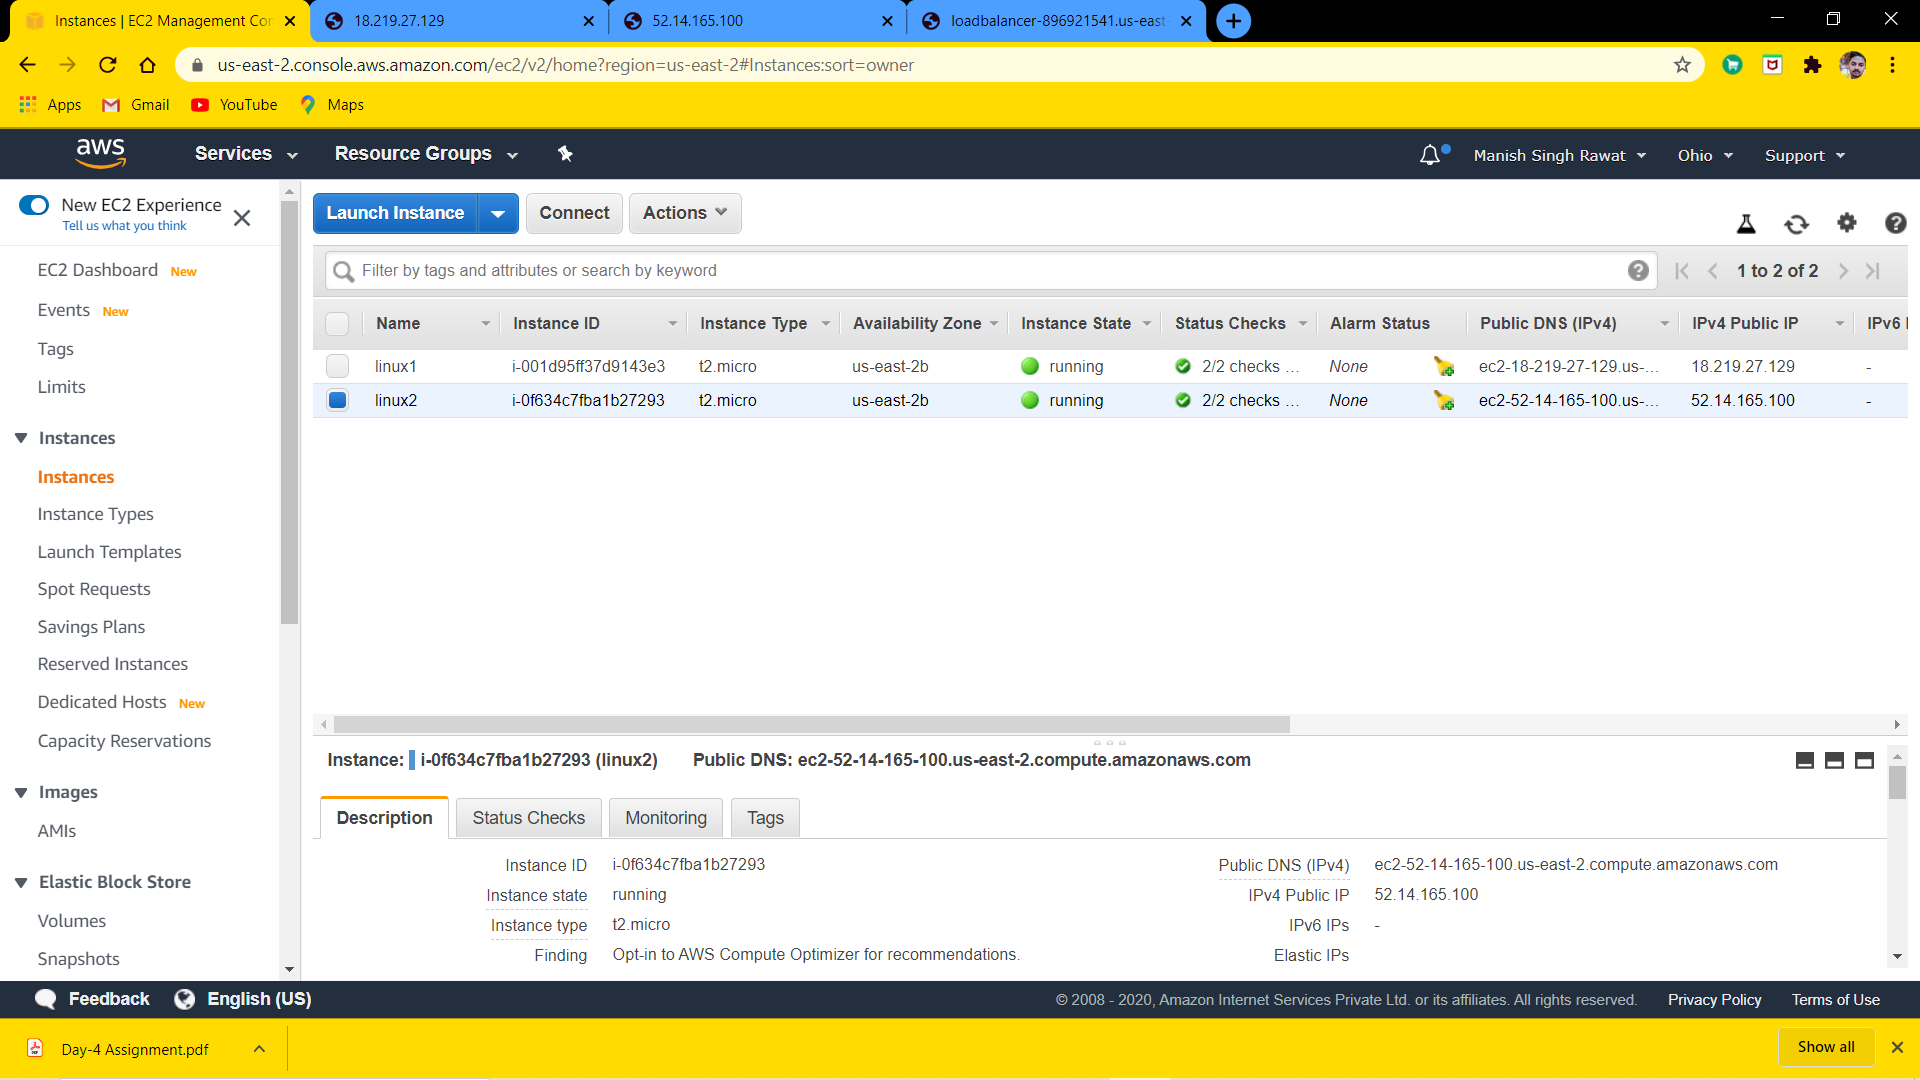 Instances | EC2 Management Con
18.219.27.129
52.14.165.100
loadbalancer-896921541.us-east-
us-east-2.console.aws.amazon.com/ec2/v2/home?region=us-east-2#Instances:sort=owner
Apps Gmail YouTube Maps
aws Services Resource Groups Manish Singh Rawat Ohio Support
New EC2 Experience
Tell us what you think
EC2 Dashboard New
Events New
Tags
Limits
Instances
Instances
Instance Types
Launch Templates
Spot Requests
Savings Plans
Reserved Instances
Dedicated Hosts New
Capacity Reservations
Images
AMIs
Elastic Block Store
Volumes
Snapshots
Launch Instance Connect Actions
Filter by tags and attributes or search by keyword 1 to 2 of 2
Name Instance ID Instance Type Availability Zone Instance State Status Checks Alarm Status Public DNS (IPv4) IPv4 Public IP IPv6 I
linux1 i-001d95ff37d9143e3 t2.micro us-east-2b running 2/2 checks ... None ec2-18-219-27-129.us-... 18.219.27.129 -
linux2 i-0f634c7fba1b27293 t2.micro us-east-2b running 2/2 checks ... None ec2-52-14-165-100.us-... 52.14.165.100 -
Instance: i-0f634c7fba1b27293 (linux2) Public DNS: ec2-52-14-165-100.us-east-2.compute.amazonaws.com
Description Status Checks Monitoring Tags
Instance ID i-0f634c7fba1b27293 Public DNS (IPv4) ec2-52-14-165-100.us-east-2.compute.amazonaws.com
Instance state running IPv4 Public IP 52.14.165.100
Instance type t2.micro IPv6 IPs -
Finding Opt-in to AWS Compute Optimizer for recommendations. Elastic IPs
Feedback English (US) © 2008 - 2020, Amazon Internet Services Private Ltd. or its affiliates. All rights reserved. Privacy Policy Terms of Use
Day-4 Assignment.pdf Show all